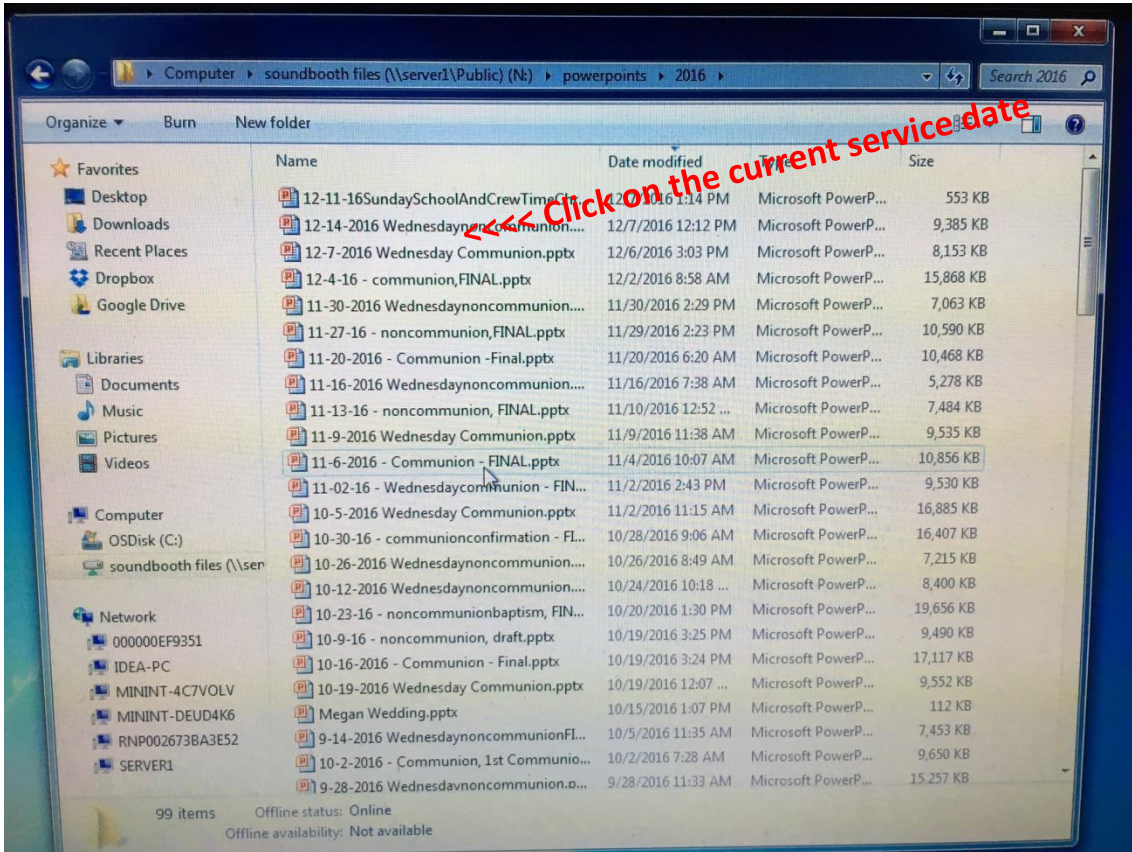 Computer ▸ soundbooth files (\\server1\Public) (N:) ▸ powerpoints ▸ 2016 ▸ Search 2016
Organize Burn New folder
<<<< Click on the current service date
Name Date modified Size
Favorites
Desktop
Downloads
Recent Places
Dropbox
Google Drive
Libraries
Documents
Music
Pictures
Videos
Computer
OSDisk (C:)
soundbooth files (\\ser
Network
000000EF9351
IDEA-PC
MININT-4C7VOLV
MININT-DEUD4K6
RNP002673BA3E52
SERVER1
12-11-16SundaySchoolAndCrewTimeChr... 1:14 PM Microsoft PowerP... 553 KB
12-14-2016 Wednesdaynoncommunion.... 12/7/2016 12:12 PM Microsoft PowerP... 9,385 KB
12-7-2016 Wednesday Communion.pptx 12/6/2016 3:03 PM Microsoft PowerP... 8,153 KB
12-4-16 - communion,FINAL.pptx 12/2/2016 8:58 AM Microsoft PowerP... 15,868 KB
11-30-2016 Wednesdaynoncommunion.... 11/30/2016 2:29 PM Microsoft PowerP... 7,063 KB
11-27-16 - noncommunion,FINAL.pptx 11/29/2016 2:23 PM Microsoft PowerP... 10,590 KB
11-20-2016 - Communion -Final.pptx 11/20/2016 6:20 AM Microsoft PowerP... 10,468 KB
11-16-2016 Wednesdaynoncommunion.... 11/16/2016 7:38 AM Microsoft PowerP... 5,278 KB
11-13-16 - noncommunion, FINAL.pptx 11/10/2016 12:52 ... Microsoft PowerP... 7,484 KB
11-9-2016 Wednesday Communion.pptx 11/9/2016 11:38 AM Microsoft PowerP... 9,535 KB
11-6-2016 - Communion - FINAL.pptx 11/4/2016 10:07 AM Microsoft PowerP... 10,856 KB
11-02-16 - Wednesdaycommunion - FIN... 11/2/2016 2:43 PM Microsoft PowerP... 9,530 KB
10-5-2016 Wednesday Communion.pptx 11/2/2016 11:15 AM Microsoft PowerP... 16,885 KB
10-30-16 - communionconfirmation - FI... 10/28/2016 9:06 AM Microsoft PowerP... 16,407 KB
10-26-2016 Wednesdaynoncommunion.... 10/26/2016 8:49 AM Microsoft PowerP... 7,215 KB
10-12-2016 Wednesdaynoncommunion.... 10/24/2016 10:18 ... Microsoft PowerP... 8,400 KB
10-23-16 - noncommunionbaptism, FIN... 10/20/2016 1:30 PM Microsoft PowerP... 19,656 KB
10-9-16 - noncommunion, draft.pptx 10/19/2016 3:25 PM Microsoft PowerP... 9,490 KB
10-16-2016 - Communion - Final.pptx 10/19/2016 3:24 PM Microsoft PowerP... 17,117 KB
10-19-2016 Wednesday Communion.pptx 10/19/2016 12:07 ... Microsoft PowerP... 9,552 KB
Megan Wedding.pptx 10/15/2016 1:07 PM Microsoft PowerP... 112 KB
9-14-2016 WednesdaynoncommunionFI... 10/5/2016 11:35 AM Microsoft PowerP... 7,453 KB
10-2-2016 - Communion, 1st Communio... 10/2/2016 7:28 AM Microsoft PowerP... 9,650 KB
9-28-2016 Wednesdaynoncommunion.p... 9/28/2016 11:33 AM Microsoft PowerP... 15,257 KB
99 items Offline status: Online
Offline availability: Not available